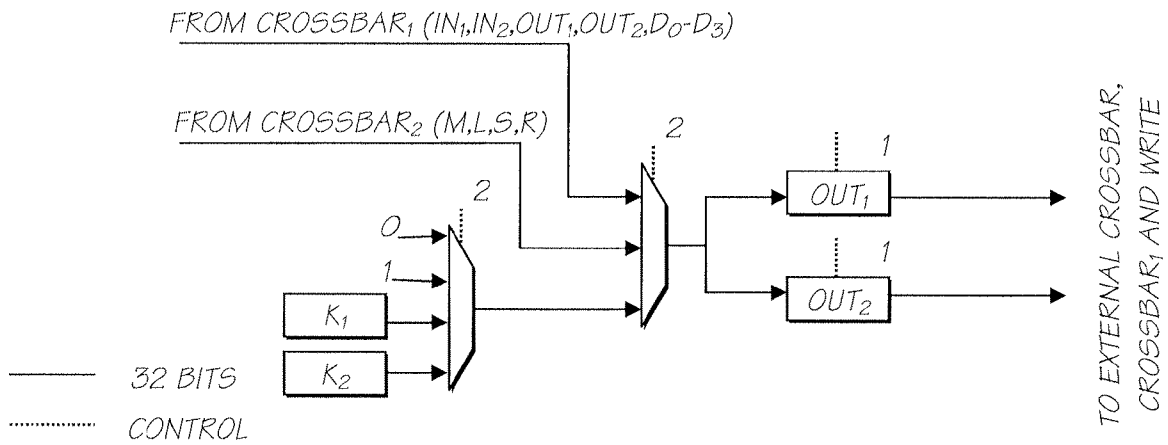 FROM CROSSBAR₁ (IN₁,IN₂,OUT₁,OUT₂,D₀-D₃)
FROM CROSSBAR₂ (M,L,S,R)
2
2
0
1
K₁
K₂
1
OUT₁
1
OUT₂
TO EXTERNAL CROSSBAR,
CROSSBAR₁ AND WRITE
32 BITS
CONTROL